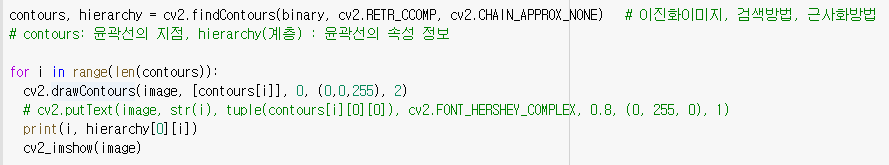 contours, hierarchy = cv2.findContours(binary, cv2.RETR_CCOMP, cv2.CHAIN_APPROX_NONE)   # 이진화이미지, 검색방법, 근사화방법
# contours: 윤곽선의 지점, hierarchy(계층) : 윤곽선의 속성 정보
for i in range(len(contours)):
  cv2.drawContours(image, [contours[i]], 0, (0,0,255), 2)
  # cv2.putText(image, str(i), tuple(contours[i][0][0]), cv2.FONT_HERSHEY_COMPLEX, 0.8, (0, 255, 0), 1)
  print(i, hierarchy[0][i])
  cv2_imshow(image)